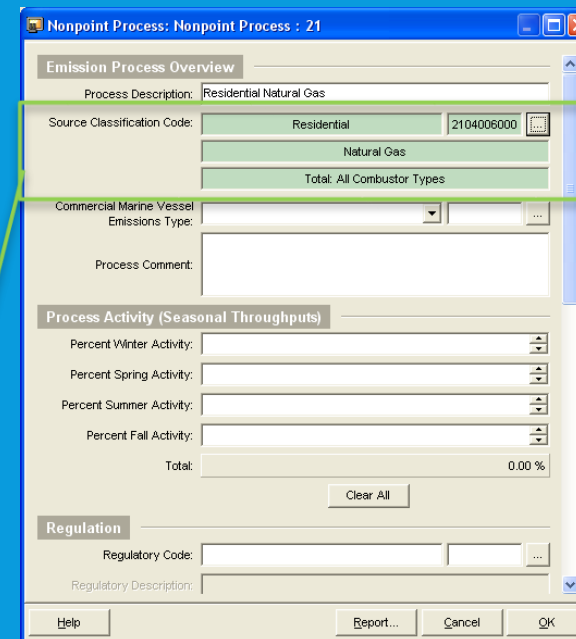 Nonpoint Process: Nonpoint Process : 21
Emission Process Overview
Process Description: Residential Natural Gas
Source Classification Code: Residential 2104006000 ...
Natural Gas
Total: All Combustor Types
Commercial Marine Vessel
Emissions Type: ...
Process Comment:
Process Activity (Seasonal Throughputs)
Percent Winter Activity:
Percent Spring Activity:
Percent Summer Activity:
Percent Fall Activity:
Total: 0.00 %
Clear All
Regulation
Regulatory Code: ...
Regulatory Description:
Help Report... Cancel OK